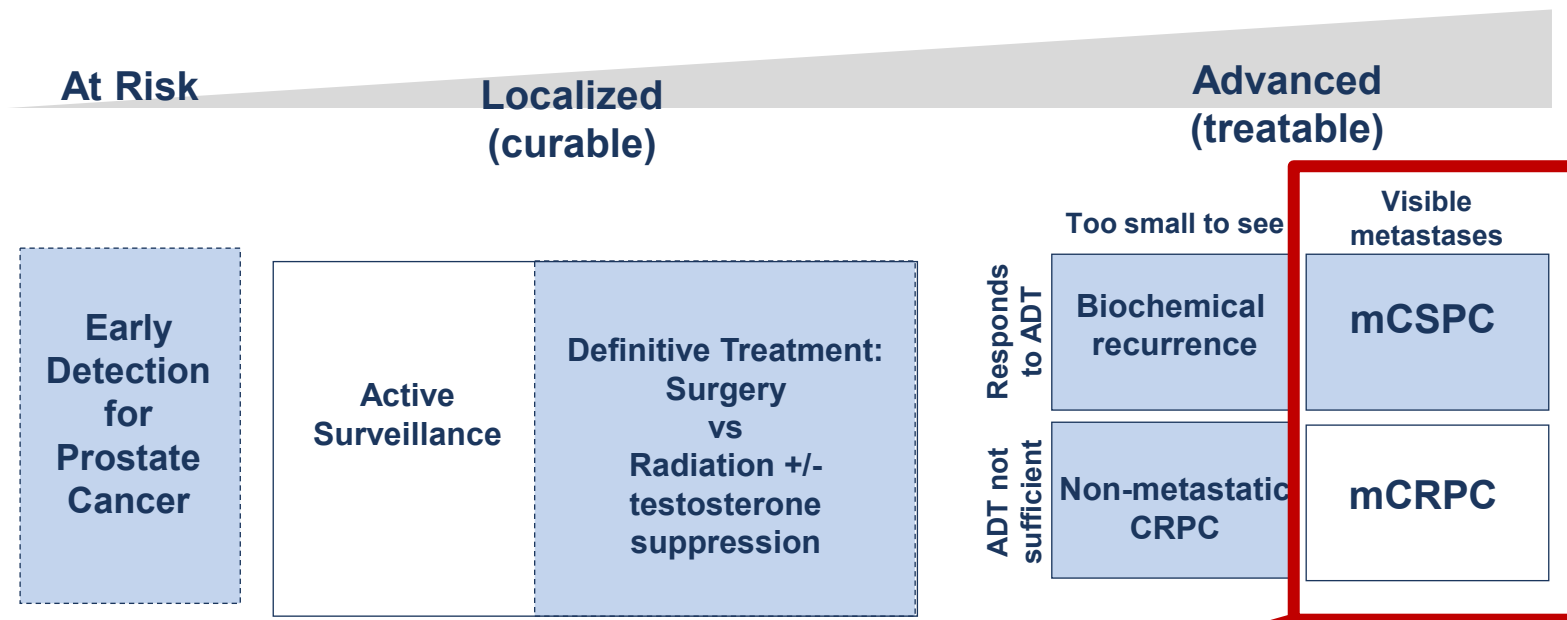 At Risk
Localized
(curable)
Advanced
(treatable)
Early
Detection
for
Prostate
Cancer
Active
Surveillance
Definitive Treatment:
Surgery
vs
Radiation +/-
testosterone
suppression
Too small to see
Visible
metastases
Responds
to ADT
Biochemical
recurrence
mCSPC
ADT not
sufficient
Non-metastatic
CRPC
mCRPC